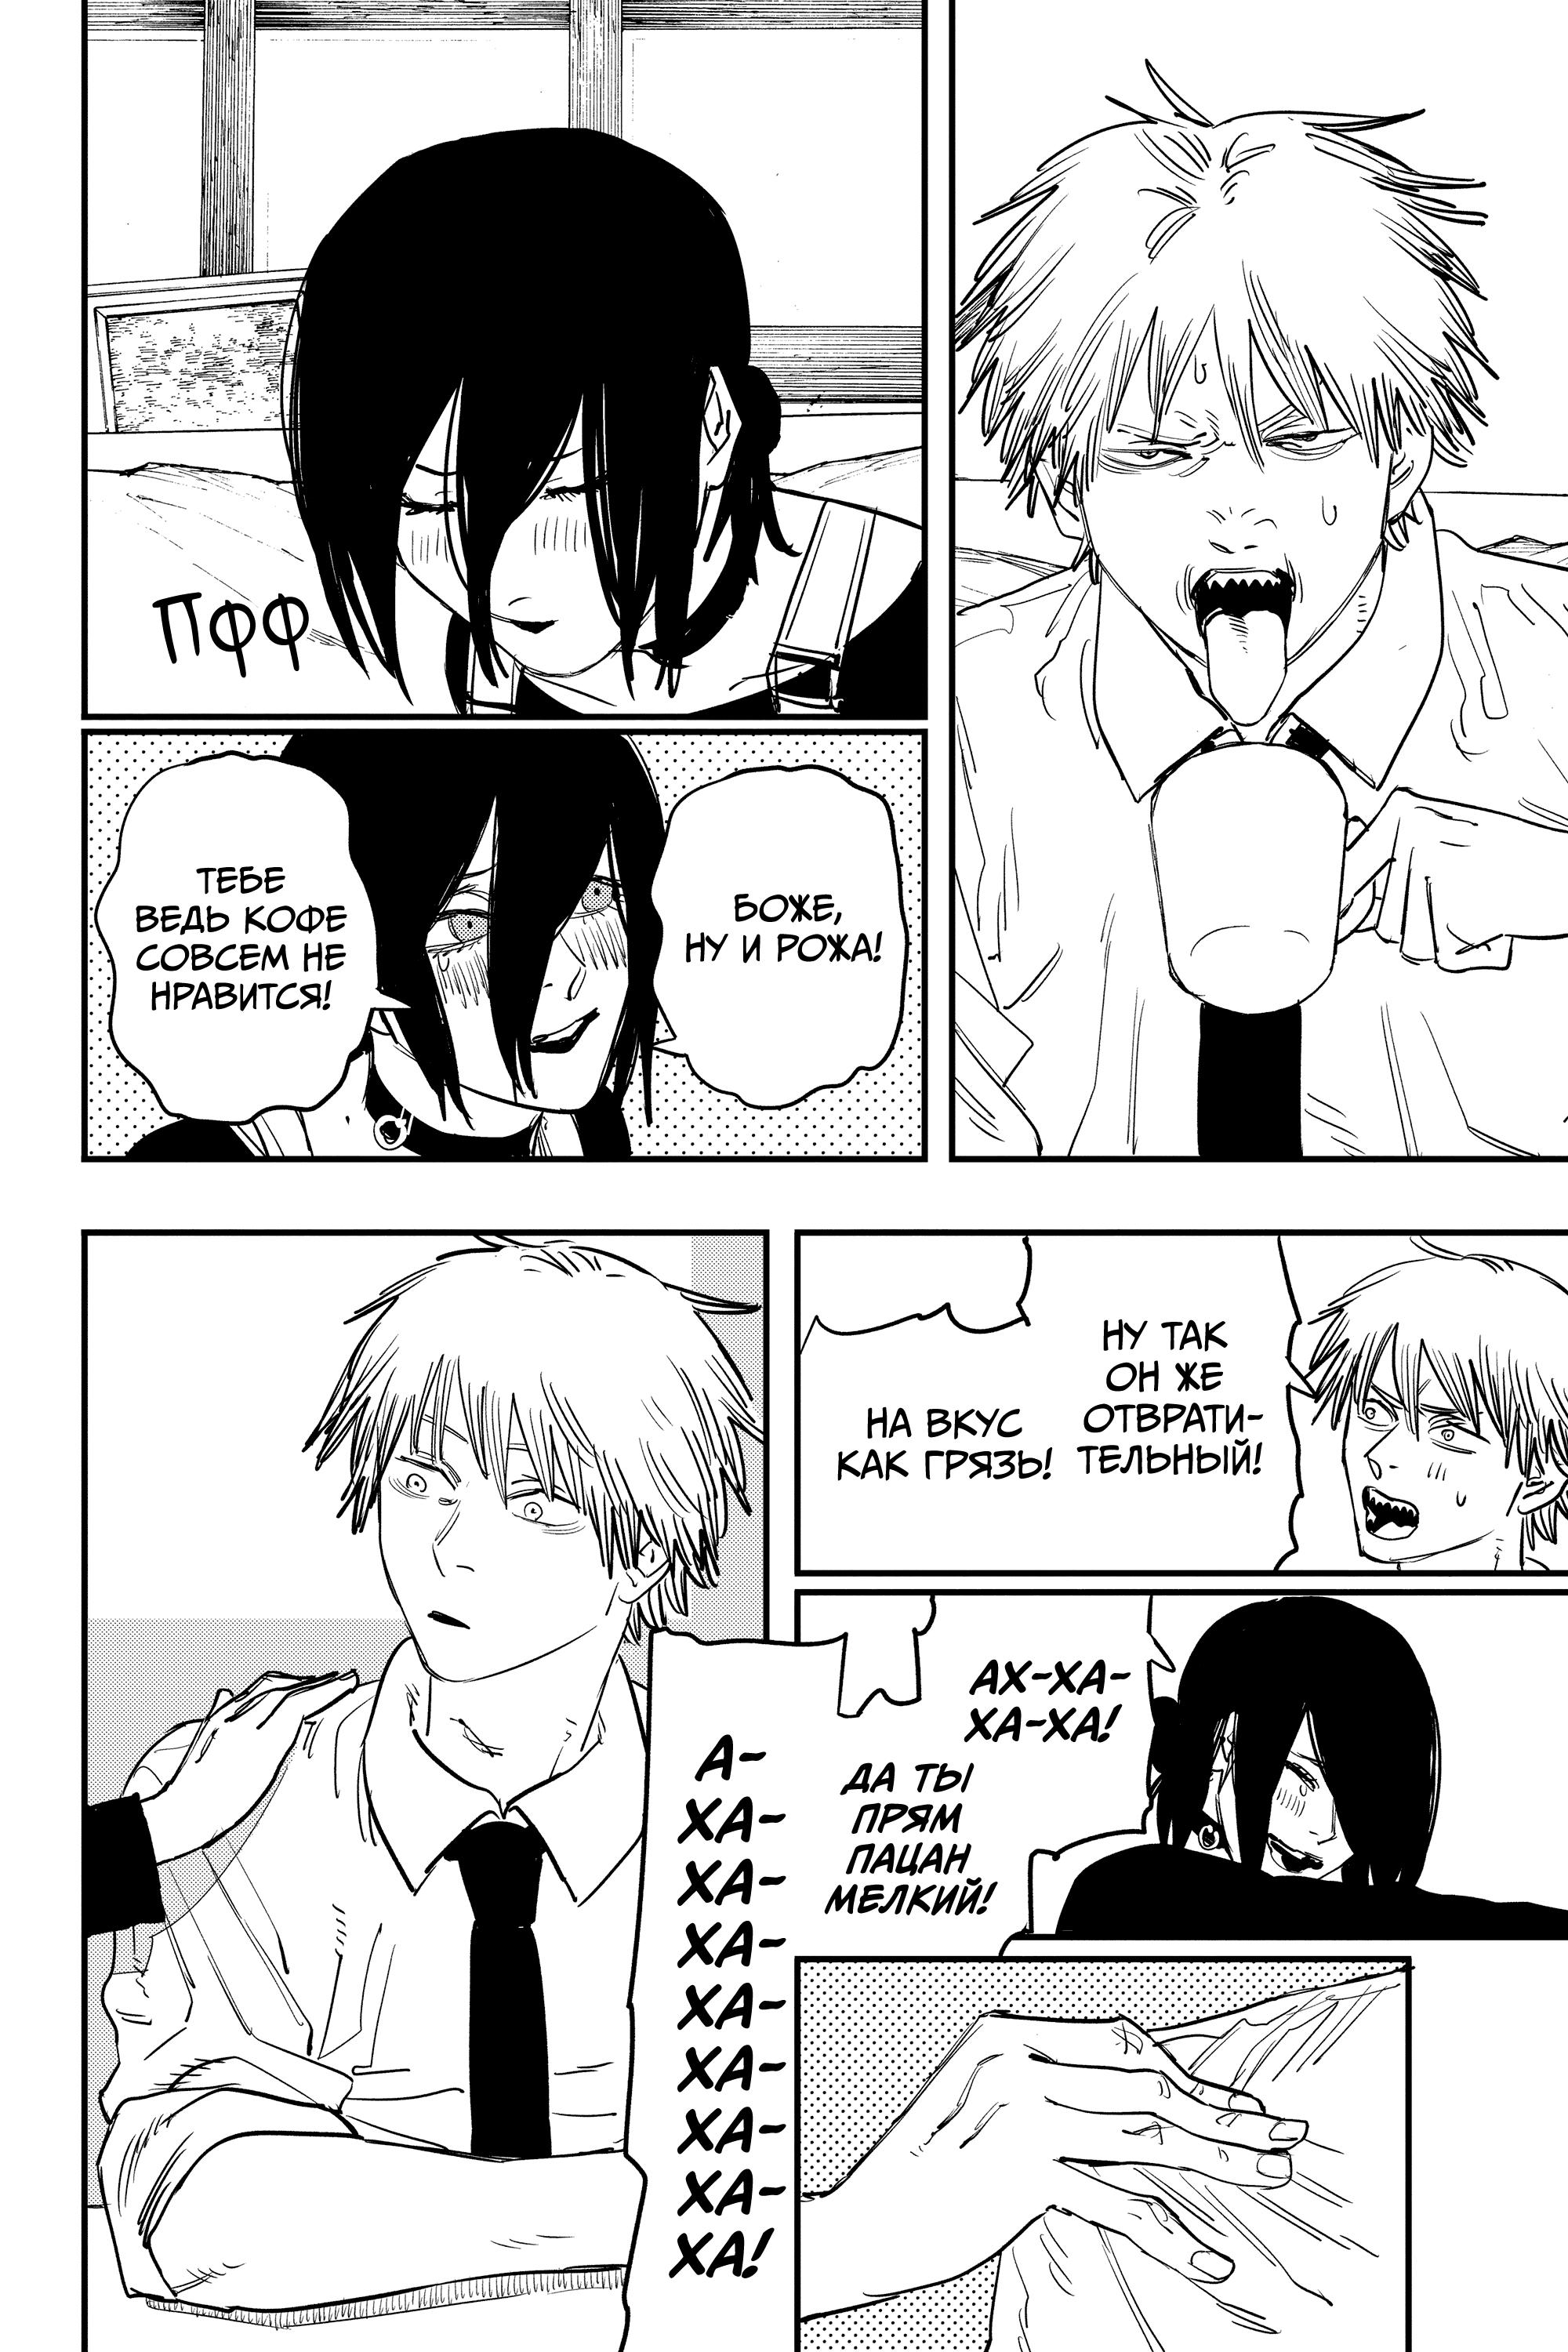 ПФФ
БОЖЕ,
НУ И РОЖА!
ТЕБЕ
ВЕДЬ КОФЕ
СОВСЕМ НЕ
НРАВИТСЯ!
НУ ТАК
ОН ЖЕ
ОТВРАТИ-
ТЕЛЬНЫЙ!
НА ВКУС
КАК ГРЯЗЬ!
АХ-ХА-
ХА-ХА!
ДА ТЫ
ПРЯМ
ПАЦАН
МЕЛКИЙ!
А-
ХА-
ХА-
ХА-
ХА-
ХА-
ХА-
ХА-
ХА!